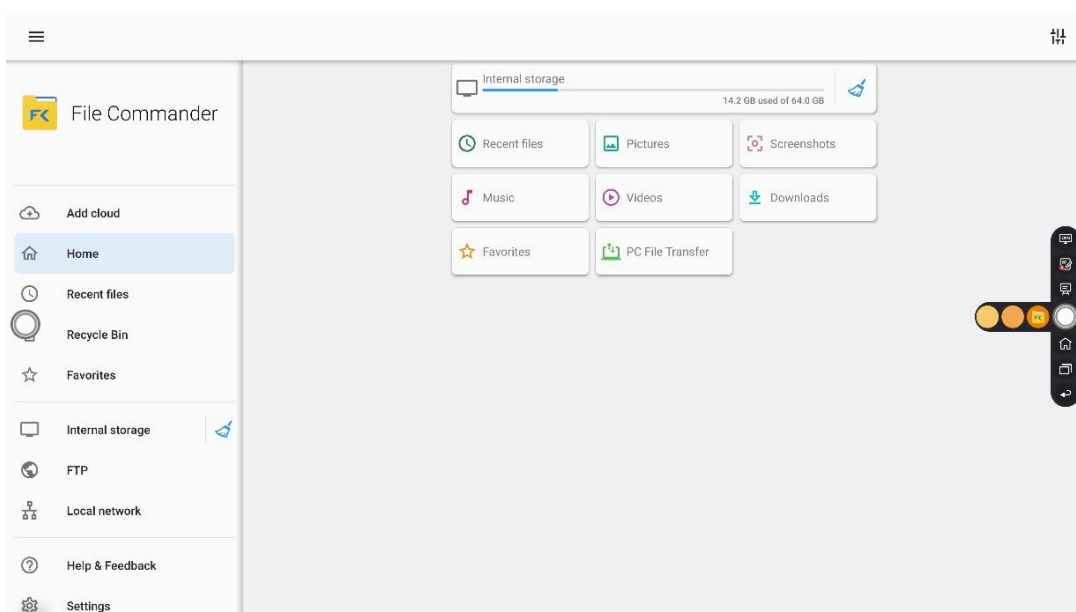 File Commander
Add cloud
Home
Recent files
Recycle Bin
Favorites
Internal storage
FTP
Local network
Help & Feedback
Settings
Internal storage
14.2 GB used of 64.0 GB
Recent files
Pictures
Screenshots
Music
Videos
Downloads
Favorites
PC File Transfer